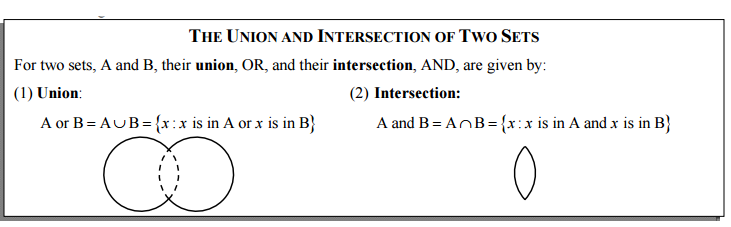 THE UNION AND INTERSECTION OF TWO SETS
For two sets, A and B, their union, OR, and their intersection, AND, are given by:
(1) Union:
(2) Intersection:
A or B = A∪B = {x : x is in A or x is in B}
A and B = A∩B = {x : x is in A and x is in B}